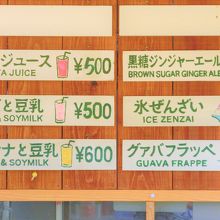 ジュース ¥500
JUICE
黒糖ジンジャーエール
BROWN SUGAR GINGER ALE
と豆乳 ¥500
& SOYMILK
氷ぜんざい
ICE ZENZAI
ナと豆乳 ¥600
& SOYMILK
グァバフラッペ
GUAVA FRAPPE